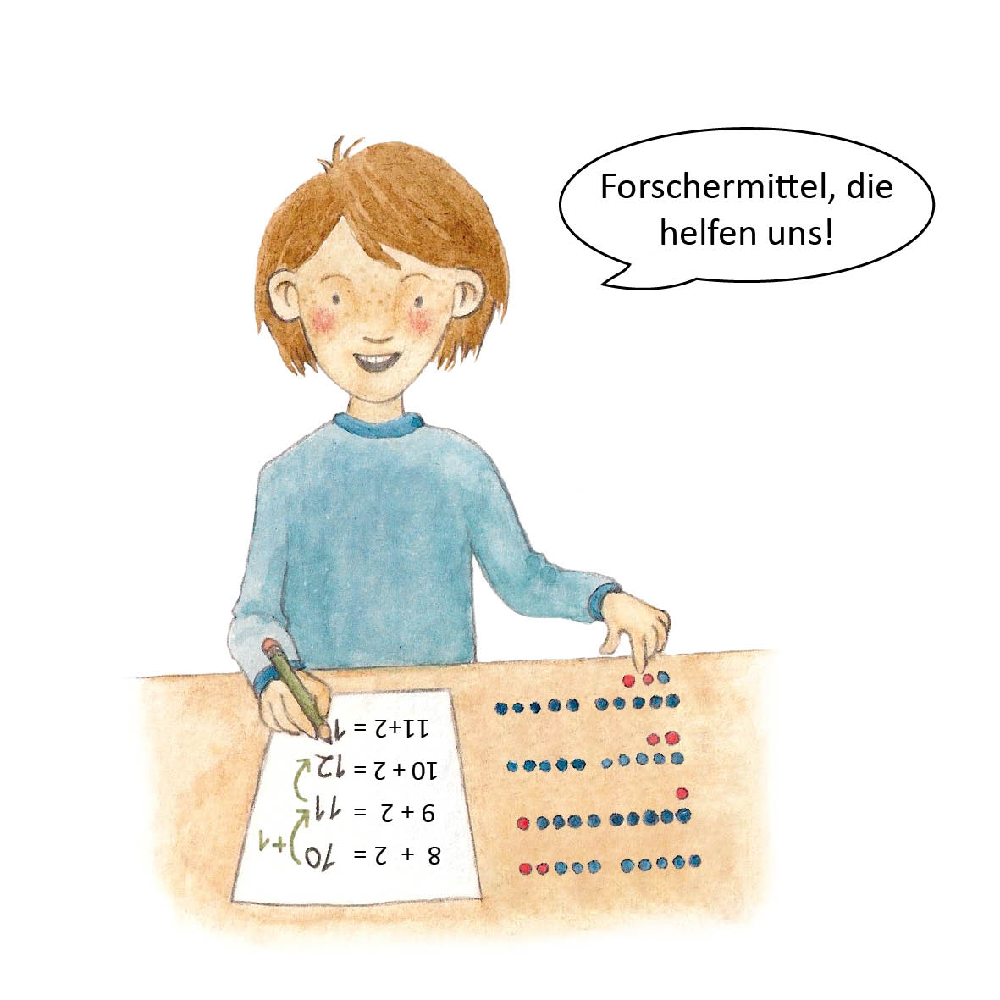 Forschermittel, die
helfen uns!
8 + 2 = 10
+1
9 + 2 = 11
10 + 2 = 12
11+2 = 1